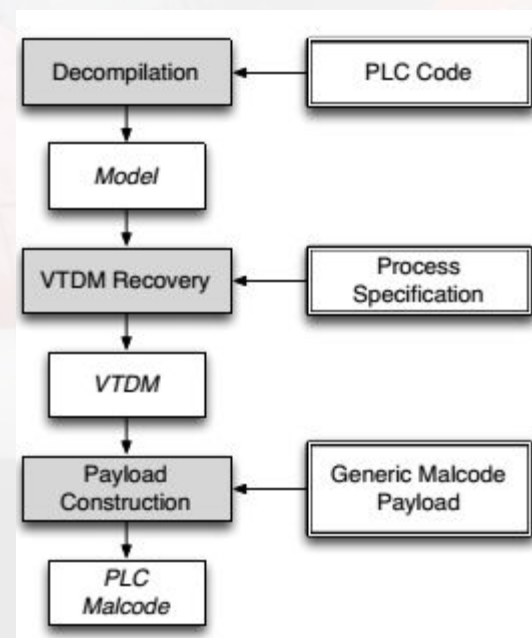 Decompilation
PLC Code
Model
VTDM Recovery
Process
Specification
VTDM
Payload
Construction
Generic Malcode
Payload
PLC
Malcode